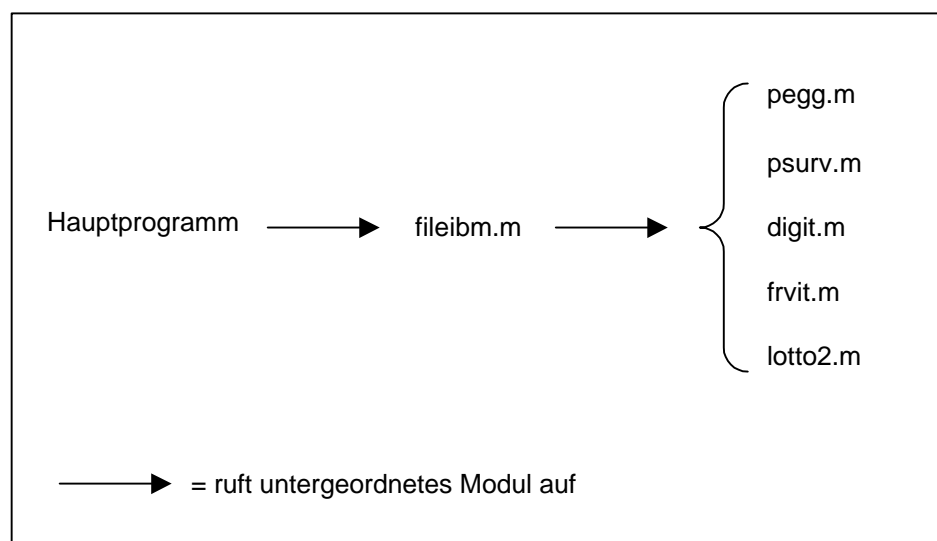 pegg.m
psurv.m
Hauptprogramm
fileibm.m
digit.m
frvit.m
lotto2.m
= ruft untergeordnetes Modul auf